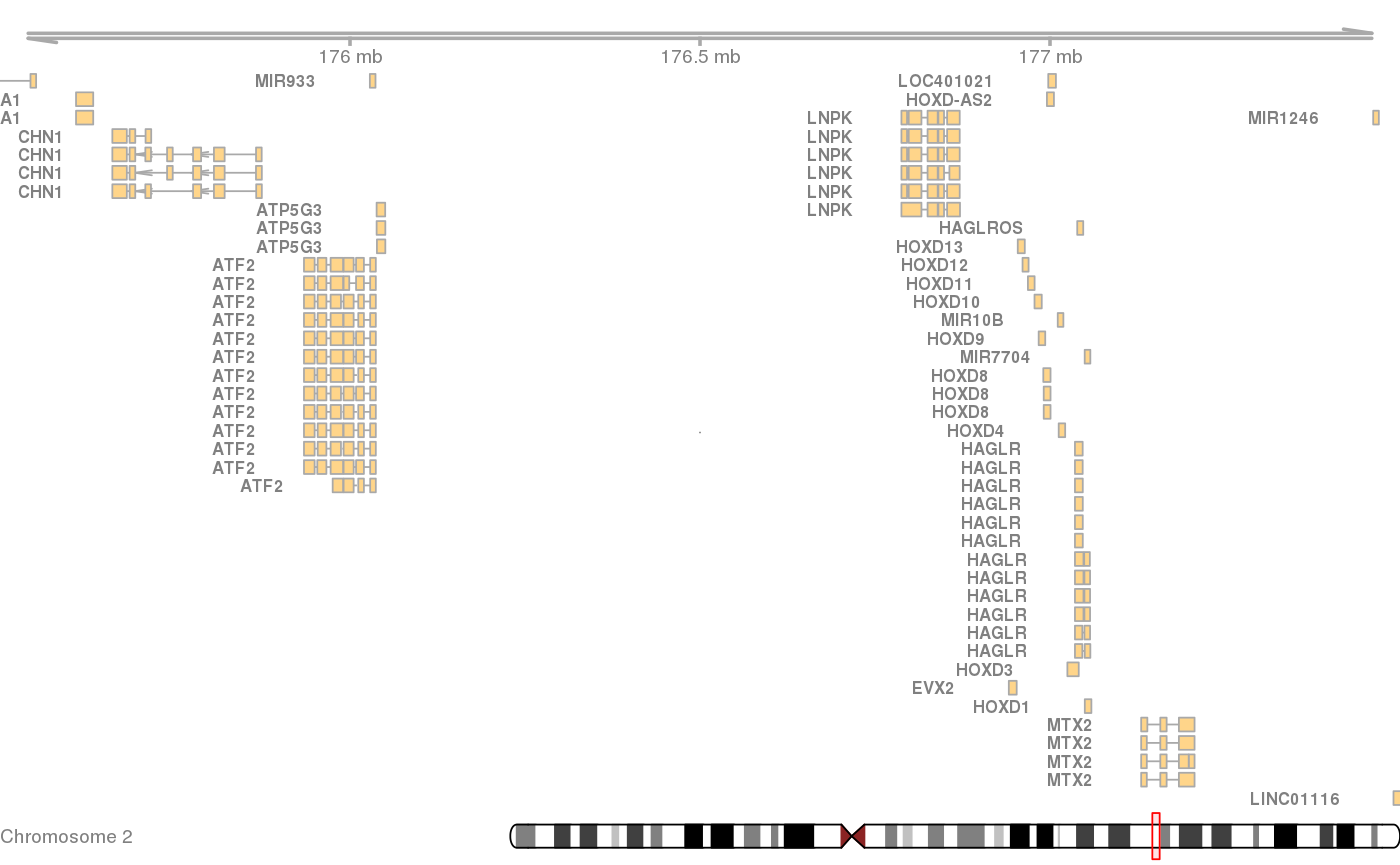 176 mb 176.5 mb 177 mb
MIR933 LOC401021
A1 HOXD-AS2
A1 LNPK MIR1246
CHN1 LNPK
CHN1 LNPK
CHN1 LNPK
CHN1 LNPK
ATP5G3 LNPK
ATP5G3 HAGLROS
ATP5G3 HOXD13
ATF2 HOXD12
ATF2 HOXD11
ATF2 HOXD10
ATF2 MIR10B
ATF2 HOXD9
ATF2 MIR7704
ATF2 HOXD8
ATF2 HOXD8
ATF2 HOXD8
ATF2 HOXD4
ATF2 HAGLR
ATF2 HAGLR
ATF2 HAGLR
HAGLR
HAGLR
HAGLR
HAGLR
HAGLR
HAGLR
HAGLR
HAGLR
HAGLR
HOXD3
EVX2
HOXD1
MTX2
MTX2
MTX2
MTX2
LINC01116
Chromosome 2